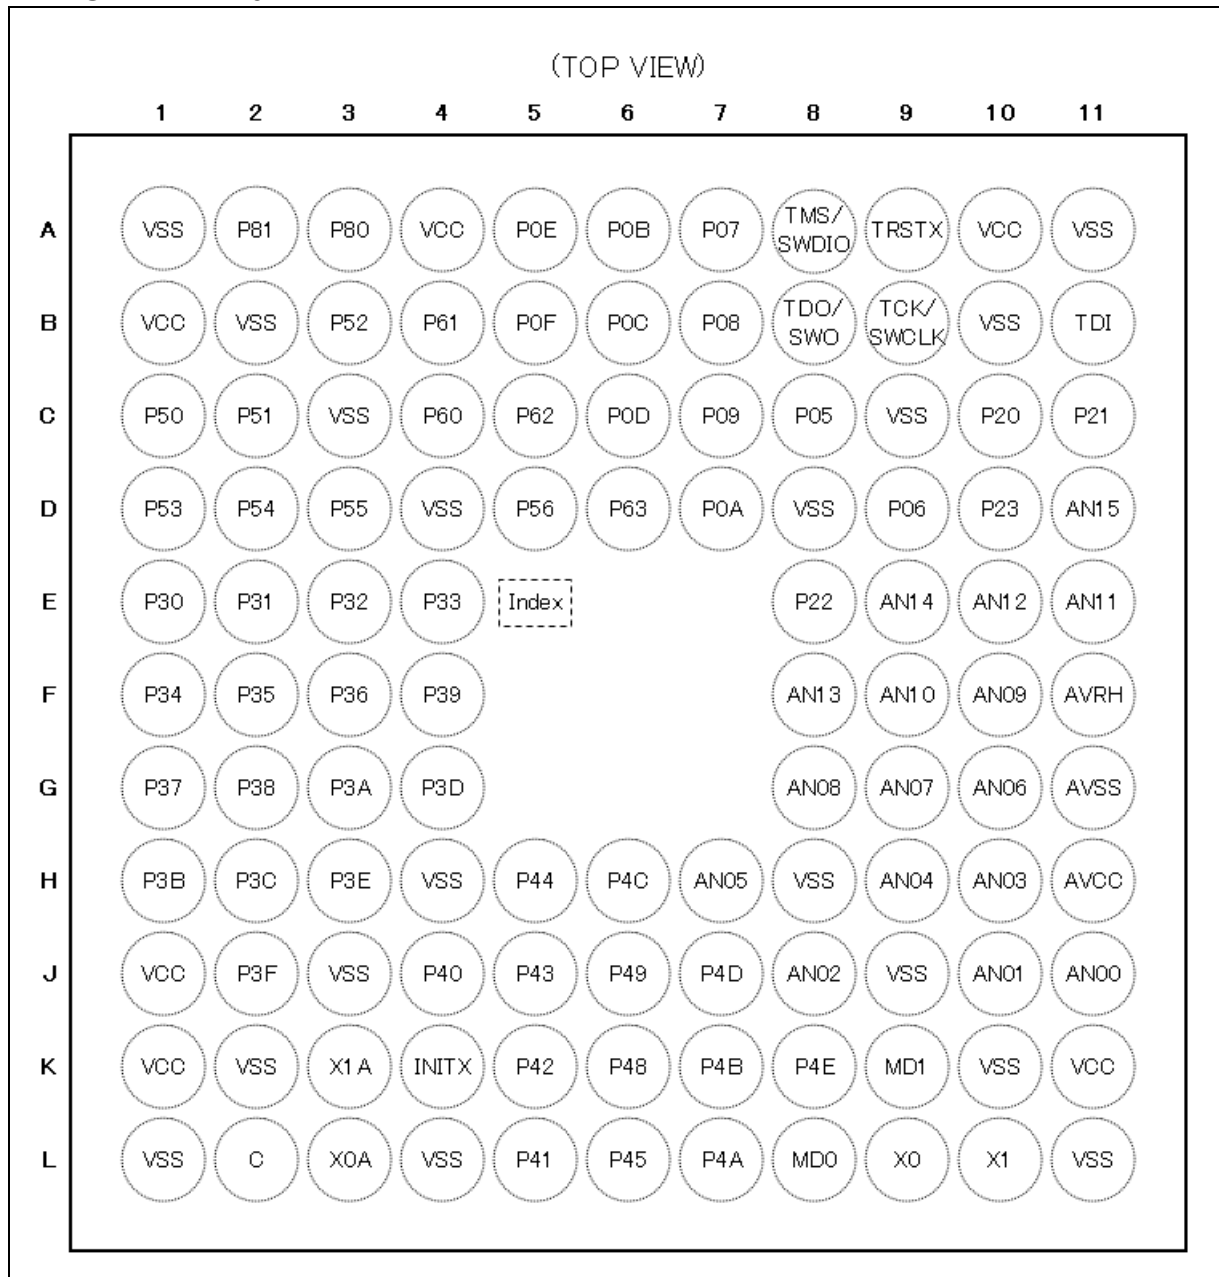 (TOP VIEW)
1 2 3 4 5 6 7 8 9 10 11
A VSS P81 P80 VCC P0E P0B P07 TMS/SWDIO TRSTX VCC VSS
B VCC VSS P52 P61 P0F P0C P08 TDO/SWO TCK/SWCLK VSS TDI
C P50 P51 VSS P60 P62 P0D P09 P05 VSS P20 P21
D P53 P54 P55 VSS P56 P63 P0A VSS P06 P23 AN15
E P30 P31 P32 P33 Index P22 AN14 AN12 AN11
F P34 P35 P36 P39 AN13 AN10 AN09 AVRH
G P37 P38 P3A P3D AN08 AN07 AN06 AVSS
H P3B P3C P3E VSS P44 P4C AN05 VSS AN04 AN03 AVCC
J VCC P3F VSS P40 P43 P49 P4D AN02 VSS AN01 AN00
K VCC VSS X1A INITX P42 P48 P4B P4E MD1 VSS VCC
L VSS C X0A VSS P41 P45 P4A MD0 X0 X1 VSS